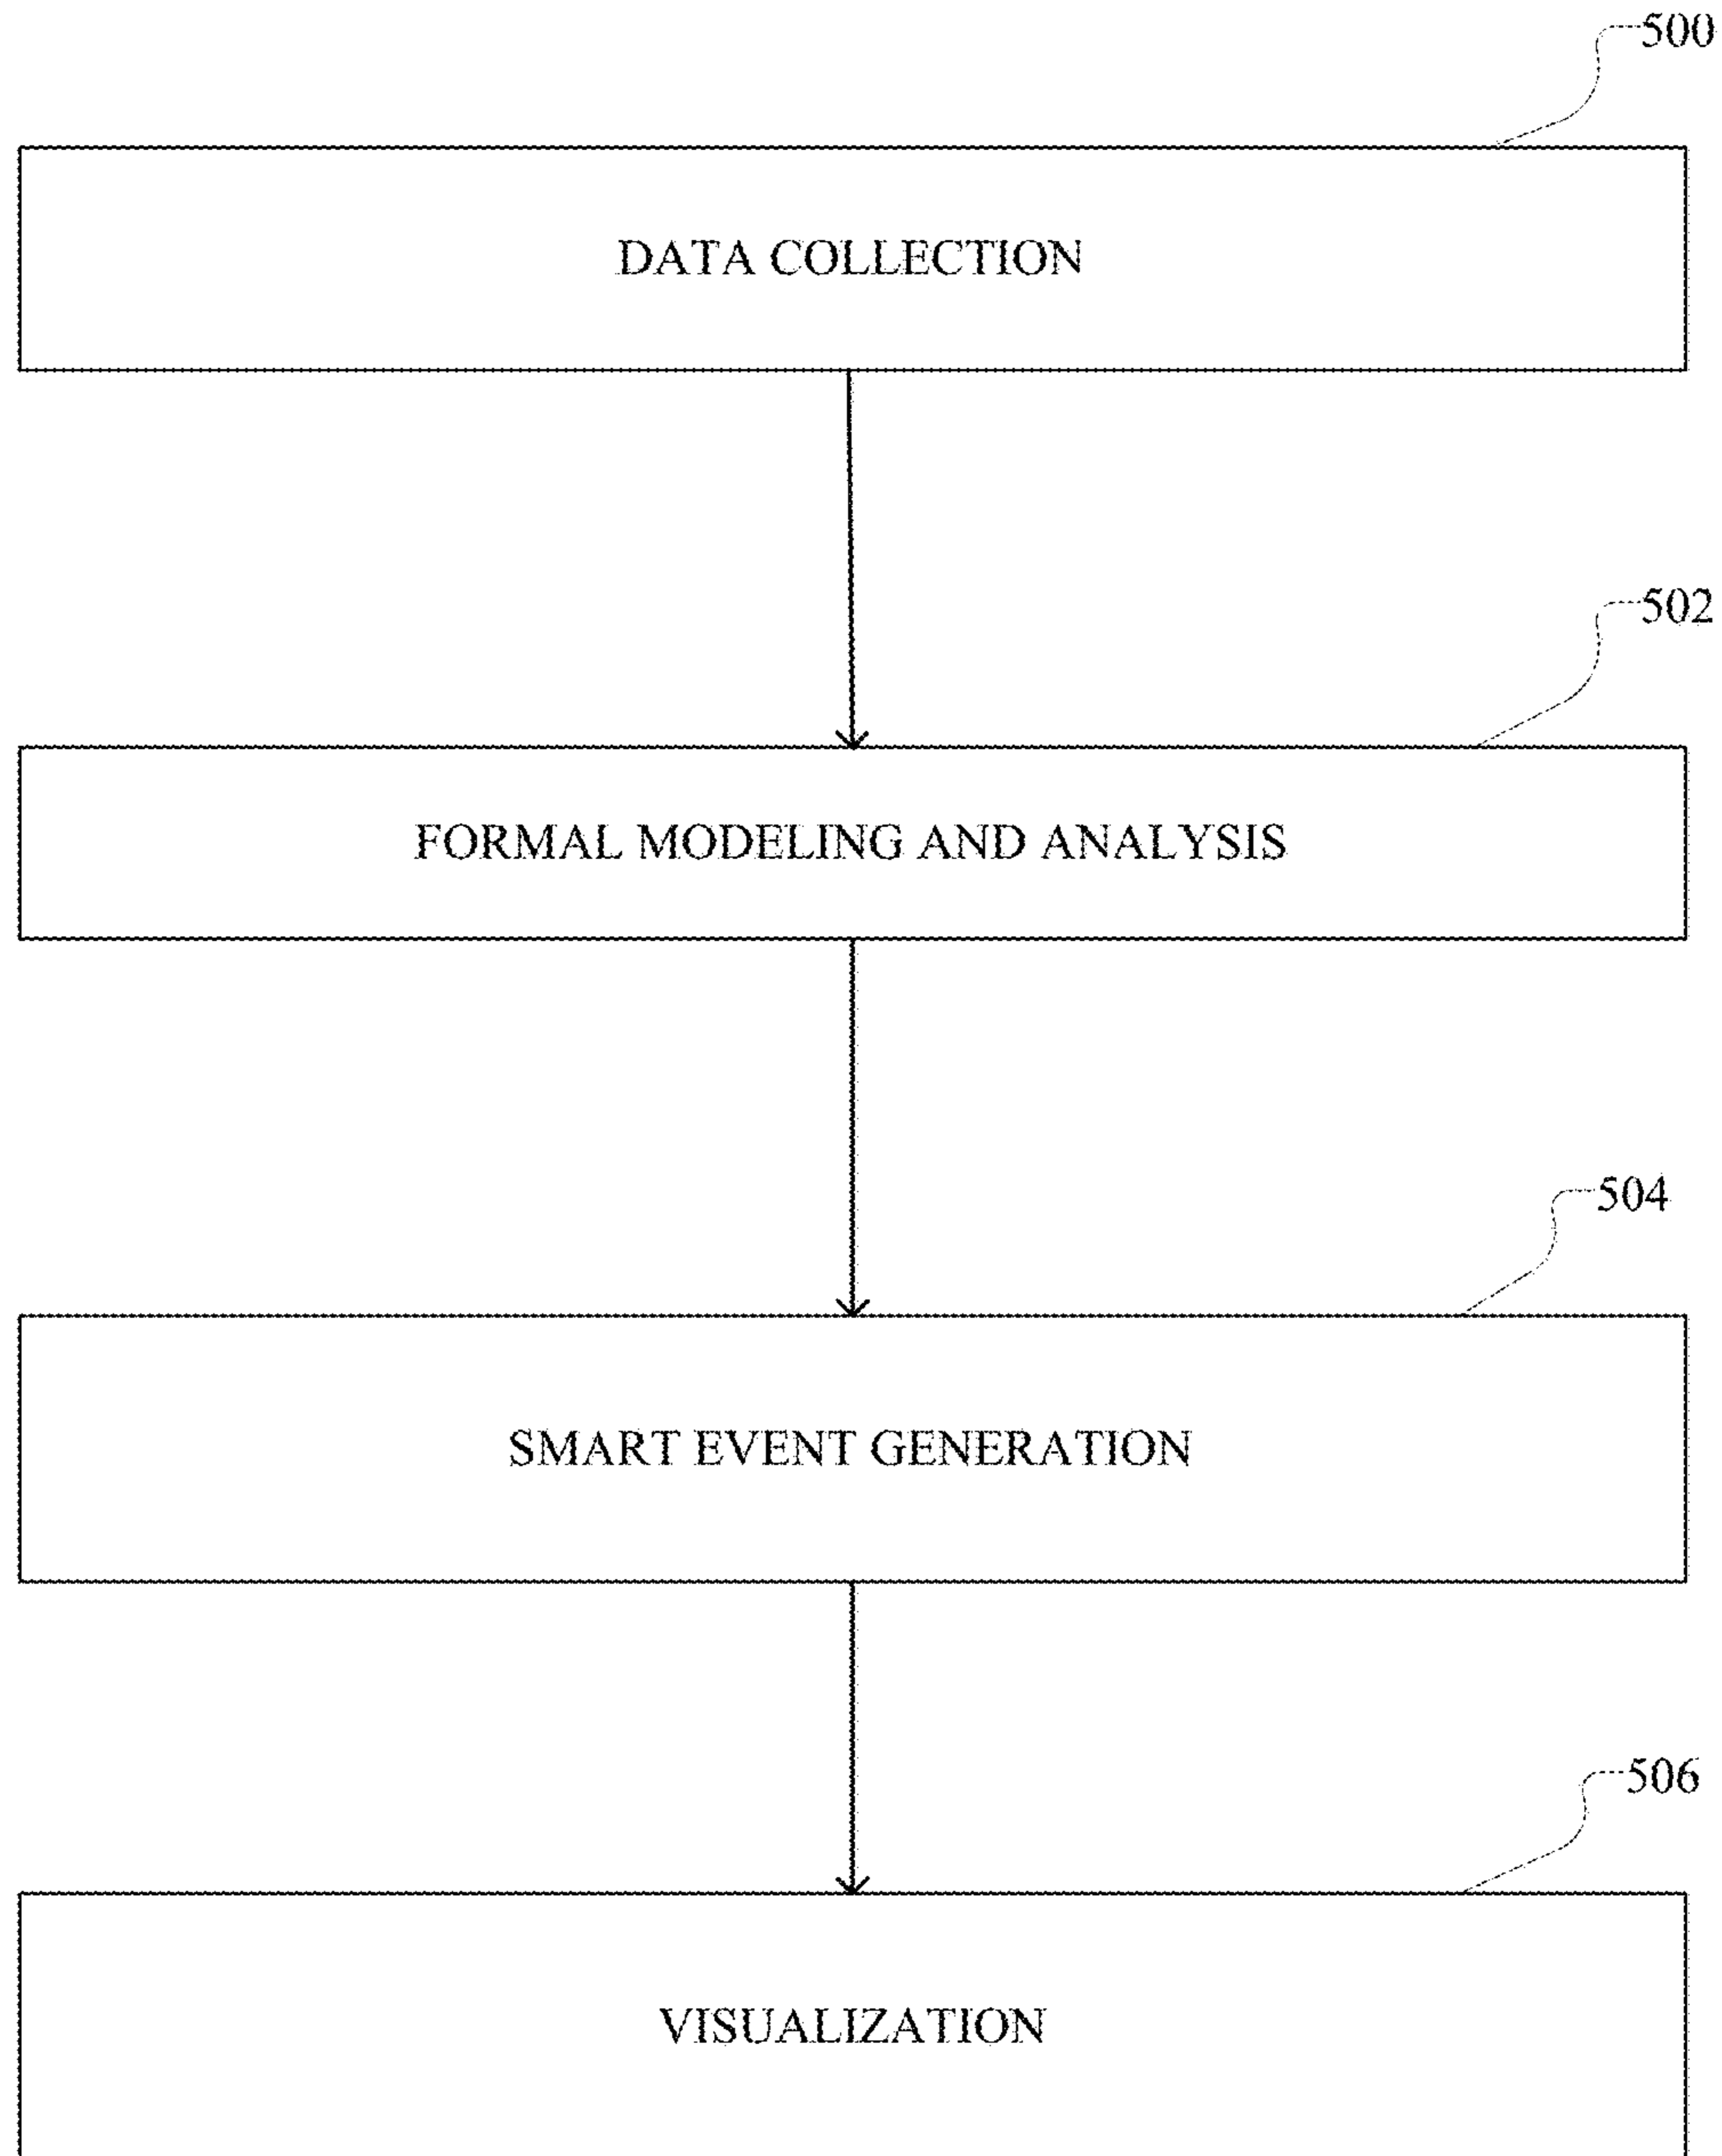 500
DATA COLLECTION
502
FORMAL MODELING AND ANALYSIS
504
SMART EVENT GENERATION
506
VISUALIZATION